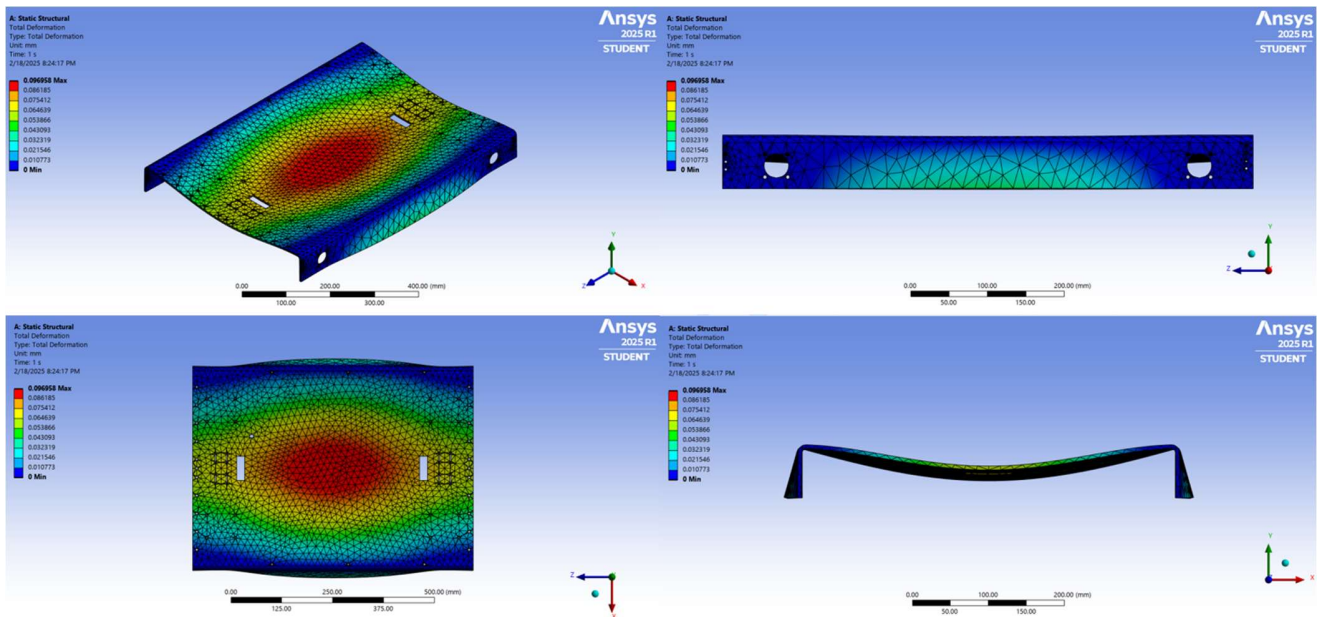 A: Static Structural
Total Deformation
Type: Total Deformation
Unit: mm
Time: 1 s
2/18/2025 8:24:17 PM
0.096958 Max
0.086185
0.075412
0.064639
0.053866
0.043093
0.032319
0.021546
0.010773
0 Min
Ansys
2025 R1
STUDENT
0.00 200.00 400.00 (mm)
100.00 300.00
Y
Z
X
A: Static Structural
Total Deformation
Type: Total Deformation
Unit: mm
Time: 1 s
2/18/2025 8:24:17 PM
0.096958 Max
0.086185
0.075412
0.064639
0.053866
0.043093
0.032319
0.021546
0.010773
0 Min
Ansys
2025 R1
STUDENT
0.00 100.00 200.00 (mm)
50.00 150.00
Y
Z
A: Static Structural
Total Deformation
Type: Total Deformation
Unit: mm
Time: 1 s
2/18/2025 8:24:17 PM
0.096958 Max
0.086185
0.075412
0.064639
0.053866
0.043093
0.032319
0.021546
0.010773
0 Min
Ansys
2025 R1
STUDENT
0.00 250.00 500.00 (mm)
125.00 375.00
Z
X
A: Static Structural
Total Deformation
Type: Total Deformation
Unit: mm
Time: 1 s
2/18/2025 8:24:17 PM
0.096958 Max
0.086185
0.075412
0.064639
0.053866
0.043093
0.032319
0.021546
0.010773
0 Min
Ansys
2025 R1
STUDENT
0.00 100.00 200.00 (mm)
50.00 150.00
Y
X